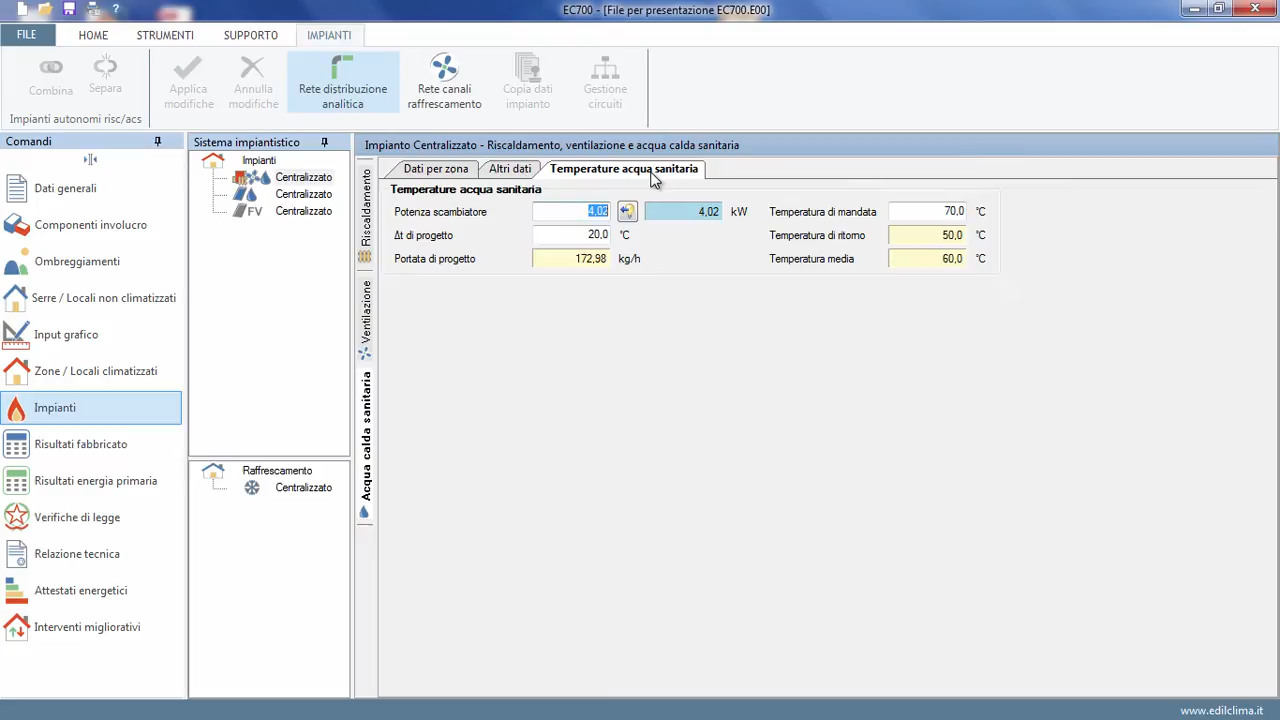 EC700 - [File per presentazione EC700.E00]
FILE
HOME
STRUMENTI
SUPPORTO
IMPIANTI
Combina
Separa
Impianti autonomi risc/acs
Applica modifiche
Annulla modifiche
Rete distribuzione analitica
Rete canali raffrescamento
Copia dati impianto
Gestione circuiti
Comandi
Dati generali
Componenti involucro
Ombreggiamenti
Serre / Locali non climatizzati
Input grafico
Zone / Locali climatizzati
Impianti
Risultati fabbricato
Risultati energia primaria
Verifiche di legge
Relazione tecnica
Attestati energetici
Interventi migliorativi
Sistema impiantistico
Impianti
Centralizzato
Centralizzato
FV Centralizzato
Raffrescamento
Centralizzato
Impianto Centralizzato - Riscaldamento, ventilazione e acqua calda sanitaria
Riscaldamento
Ventilazione
Acqua calda sanitaria
Dati per zona
Altri dati
Temperature acqua sanitaria
Temperature acqua sanitaria
Potenza scambiatore 4,02 4,02 kW Temperatura di mandata 70,0 °C
Δt di progetto 20,0 °C Temperatura di ritorno 50,0 °C
Portata di progetto 172,98 kg/h Temperatura media 60,0 °C
www.edilclima.it